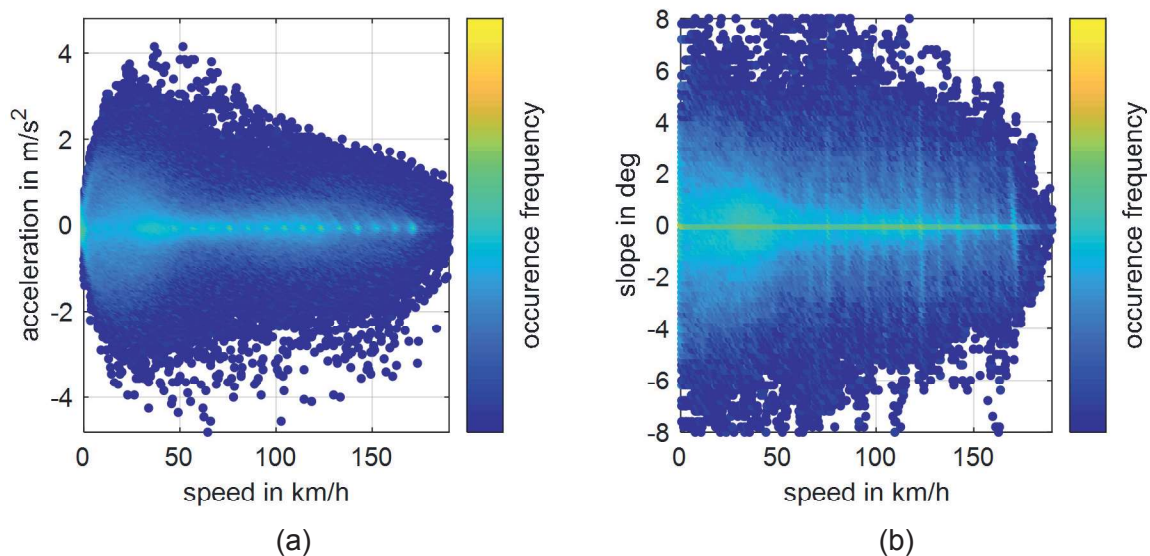 4
2
0
-2
-4
0
50
100
150
acceleration in m/s²
speed in km/h
occurence frequency
(a)
8
6
4
2
0
-2
-4
-6
-8
0
50
100
150
slope in deg
speed in km/h
occurence frequency
(b)